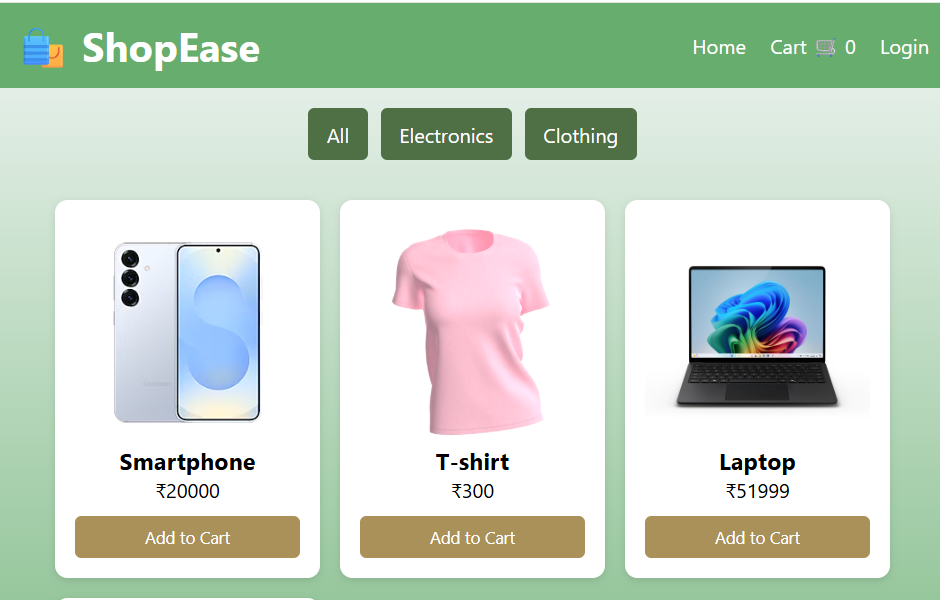 ShopEase
Home Cart 🛒 0 Login
All Electronics Clothing
Smartphone
₹20000
Add to Cart
T-shirt
₹300
Add to Cart
Laptop
₹51999
Add to Cart